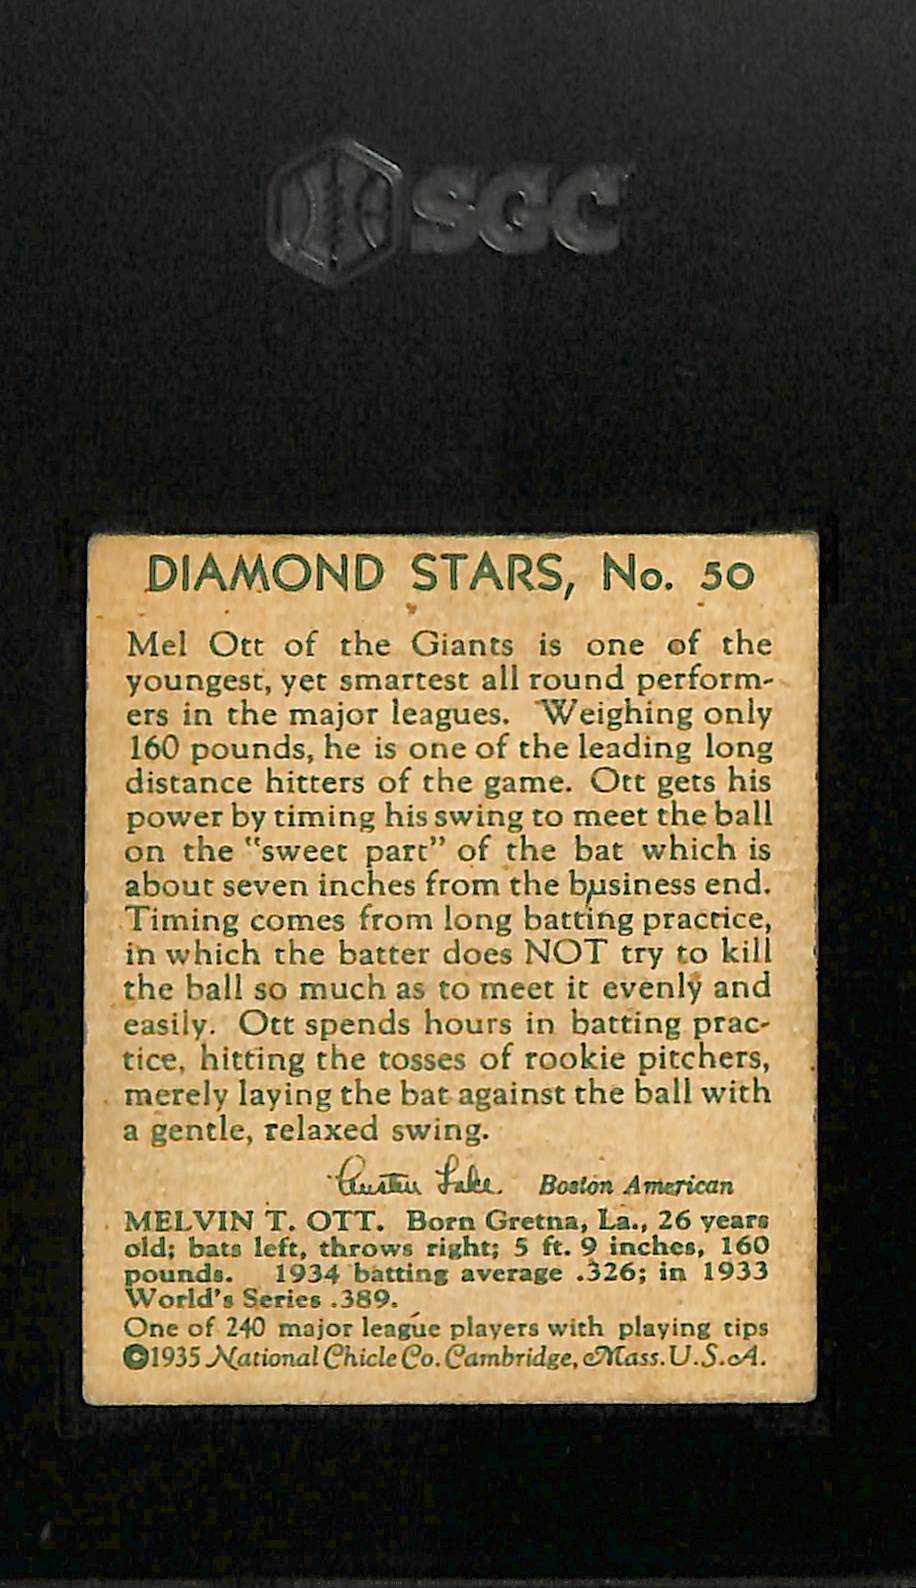 SGC
DIAMOND STARS, No. 50
Mel Ott of the Giants is one of the
youngest, yet smartest all round perform-
ers in the major leagues. Weighing only
160 pounds, he is one of the leading long
distance hitters of the game. Ott gets his
power by timing his swing to meet the ball
on the "sweet part" of the bat which is
about seven inches from the business end.
Timing comes from long batting practice,
in which the batter does NOT try to kill
the ball so much as to meet it evenly and
easily. Ott spends hours in batting prac-
tice, hitting the tosses of rookie pitchers,
merely laying the bat against the ball with
a gentle, relaxed swing.
Austen Lake. Boston American
MELVIN T. OTT. Born Gretna, La., 26 years
old; bats left, throws right; 5 ft. 9 inches, 160
pounds. 1934 batting average .326; in 1933
World's Series .389.
One of 240 major league players with playing tips
©1935 National Chicle Co. Cambridge, Mass. U.S.A.